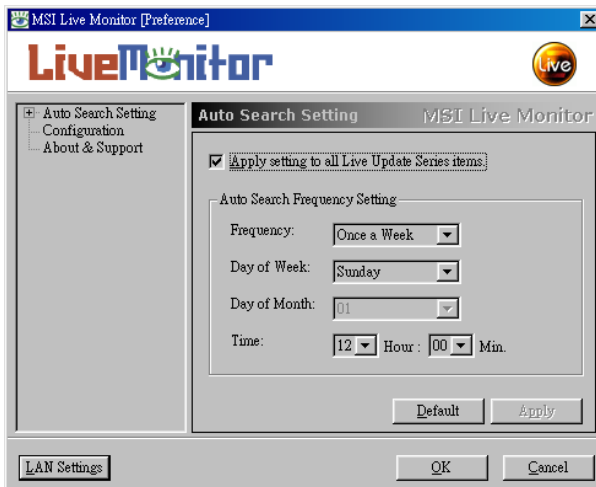 MSI Live Monitor [Preference]
LiveMonitor
Live
Auto Search Setting
Configuration
About & Support
Auto Search Setting
MSI Live Monitor
Apply setting to all Live Update Series items.
Auto Search Frequency Setting
Frequency: Once a Week
Day of Week: Sunday
Day of Month: 01
Time: 12 Hour : 00 Min.
Default Apply
LAN Settings OK Cancel